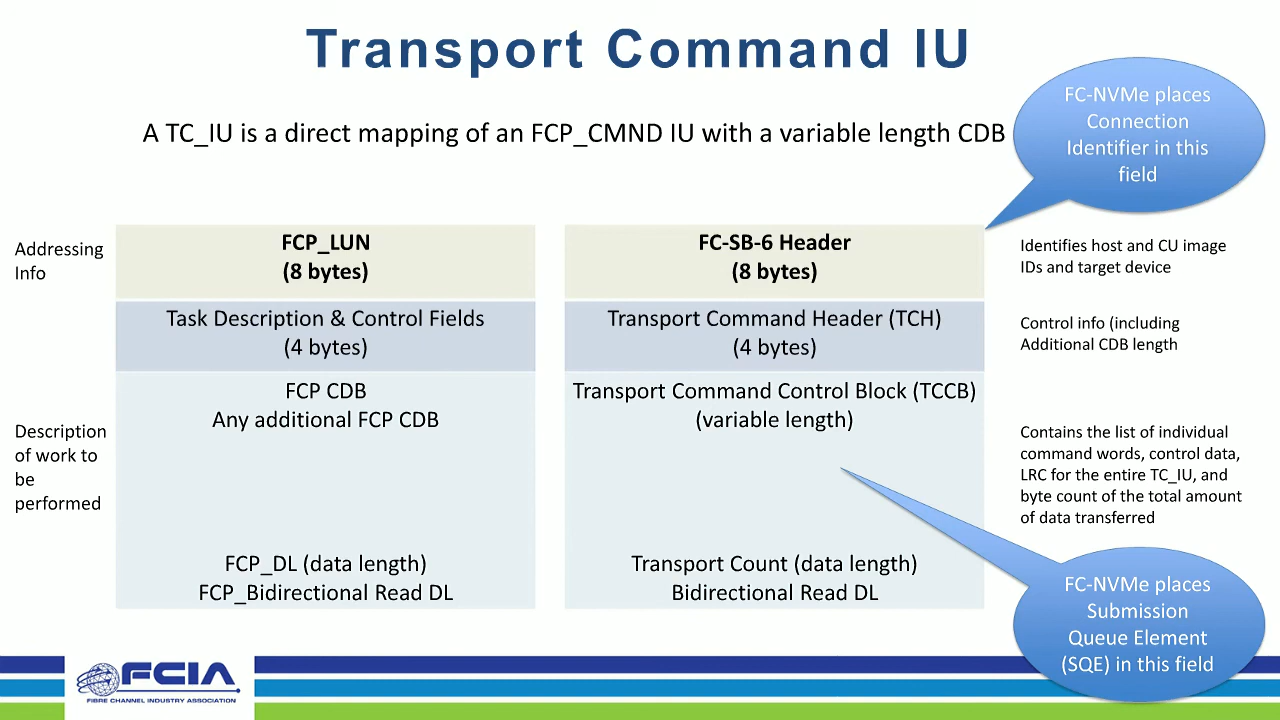 Transport Command IU
A TC_IU is a direct mapping of an FCP_CMND IU with a variable length CDB
FC-NVMe places
Connection
Identifier in this
field
Addressing
Info
FCP_LUN
(8 bytes)
FC-SB-6 Header
(8 bytes)
Identifies host and CU image
IDs and target device
Task Description & Control Fields
(4 bytes)
Transport Command Header (TCH)
(4 bytes)
Control info (including
Additional CDB length
Description
of work to
be
performed
FCP CDB
Any additional FCP CDB
FCP_DL (data length)
FCP_Bidirectional Read DL
Transport Command Control Block (TCCB)
(variable length)
Transport Count (data length)
Bidirectional Read DL
Contains the list of individual
command words, control data,
LRC for the entire TC_IU, and
byte count of the total amount
of data transferred
FC-NVMe places
Submission
Queue Element
(SQE) in this field
FCIA
FIBRE CHANNEL INDUSTRY ASSOCIATION